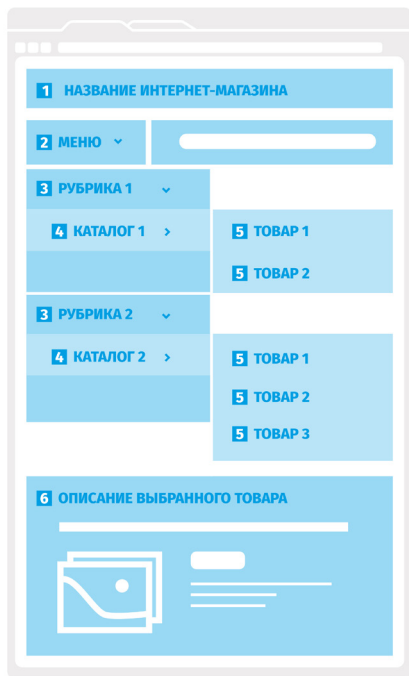 1 НАЗВАНИЕ ИНТЕРНЕТ-МАГАЗИНА
2 МЕНЮ
3 РУБРИКА 1
4 КАТАЛОГ 1
5 ТОВАР 1
5 ТОВАР 2
3 РУБРИКА 2
4 КАТАЛОГ 2
5 ТОВАР 1
5 ТОВАР 2
5 ТОВАР 3
6 ОПИСАНИЕ ВЫБРАННОГО ТОВАРА